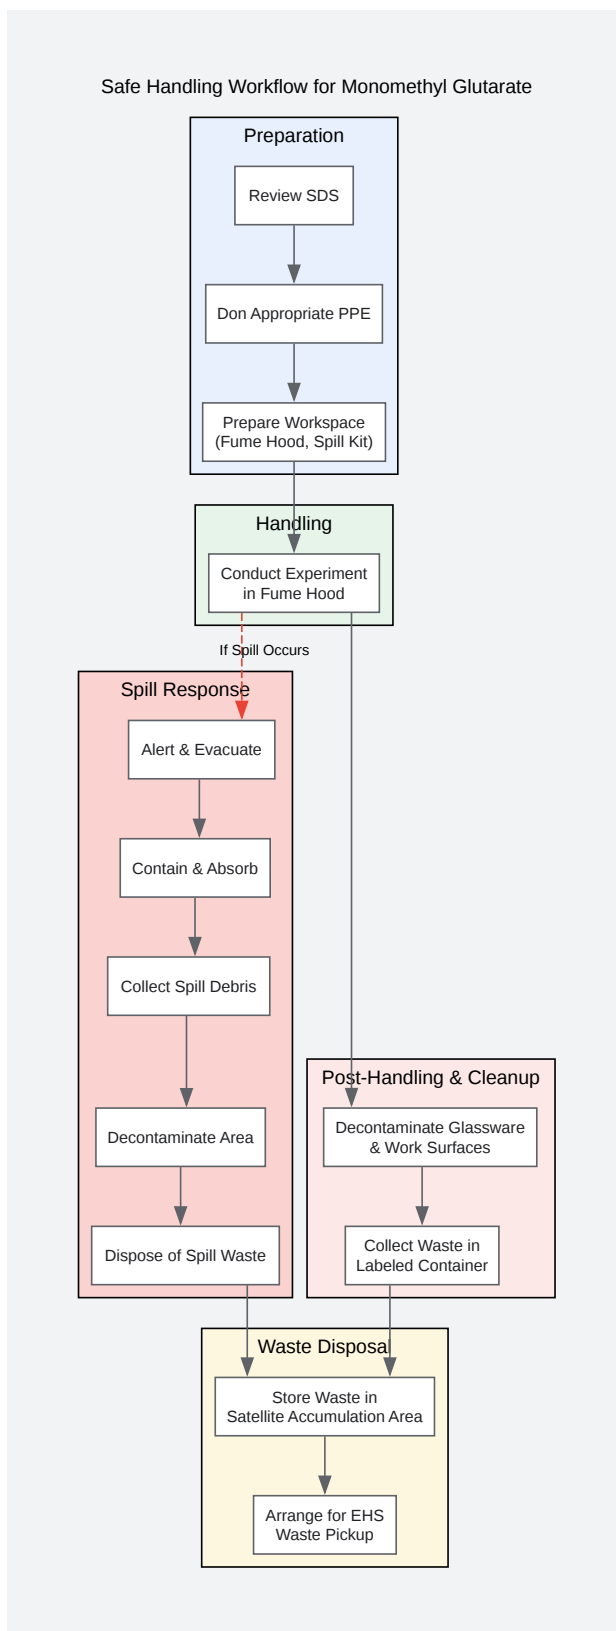 Safe Handling Workflow for Monomethyl Glutarate
Preparation
Review SDS
Don Appropriate PPE
Prepare Workspace
(Fume Hood, Spill Kit)
Handling
Conduct Experiment
in Fume Hood
If Spill Occurs
Spill Response
Alert & Evacuate
Contain & Absorb
Collect Spill Debris
Decontaminate Area
Dispose of Spill Waste
Post-Handling & Cleanup
Decontaminate Glassware
& Work Surfaces
Collect Waste in
Labeled Container
Waste Disposal
Store Waste in
Satellite Accumulation Area
Arrange for EHS
Waste Pickup